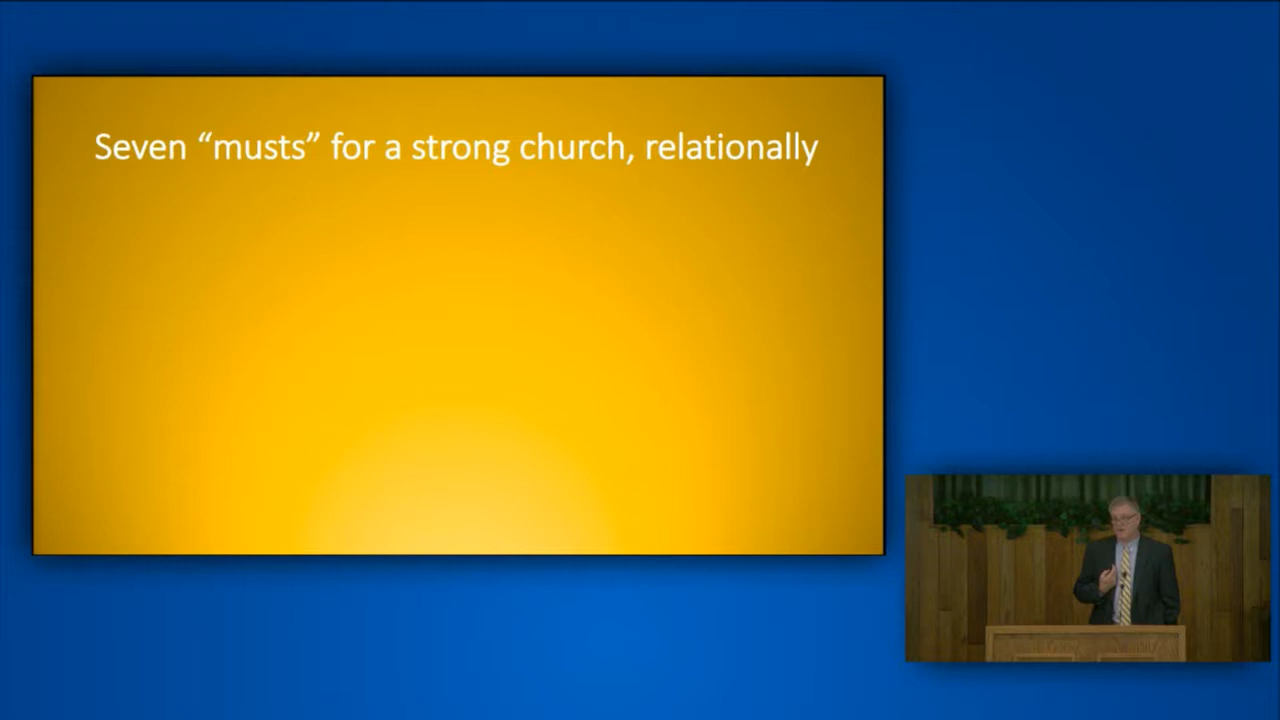 Seven “musts” for a strong church, relationally